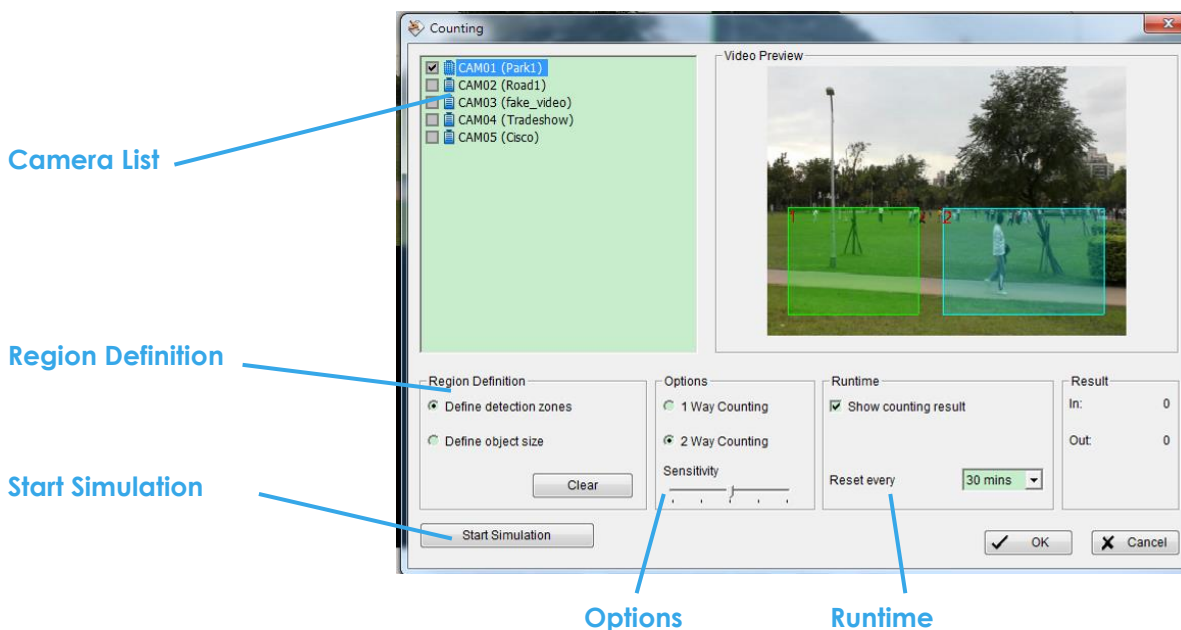 Counting
CAM01 (Park1)
CAM02 (Road1)
CAM03 (fake_video)
CAM04 (Tradeshow)
CAM05 (Cisco)
Video Preview
1
2
Camera List
Region Definition
Region Definition
Define detection zones
Define object size
Clear
Options
1 Way Counting
2 Way Counting
Sensitivity
Runtime
Show counting result
Reset every
30 mins
Result
In: 0
Out: 0
Start Simulation
Start Simulation
OK
Cancel
Options
Runtime